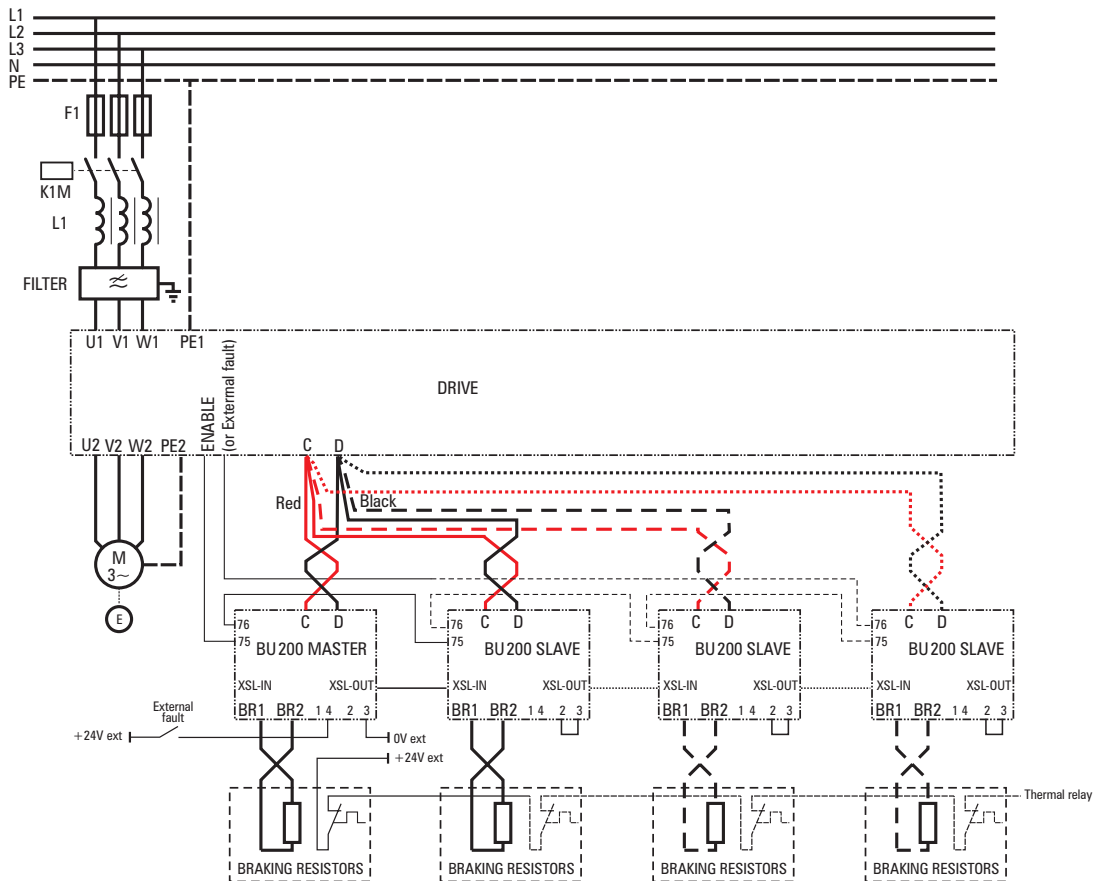 L1
L2
L3
N
PE
F1
K1M
L1
FILTER
U1 V1 W1 PE1
ENABLE
(or Extermal fault)
DRIVE
U2 V2 W2 PE2
C D
Red
Black
M
3~
E
76
75
C D
BU200 MASTER
XSL-IN XSL-OUT
BR1 BR2 1 4 2 3
76
75
C D
BU200 SLAVE
XSL-IN XSL-OUT
BR1 BR2 1 4 2 3
76
75
C D
BU200 SLAVE
XSL-IN XSL-OUT
BR1 BR2 1 4 2 3
76
75
C D
BU200 SLAVE
XSL-IN XSL-OUT
BR1 BR2 1 4 2 3
External
fault
+24V ext
0V ext
+24V ext
Thermal relay
BRAKING RESISTORS
BRAKING RESISTORS
BRAKING RESISTORS
BRAKING RESISTORS